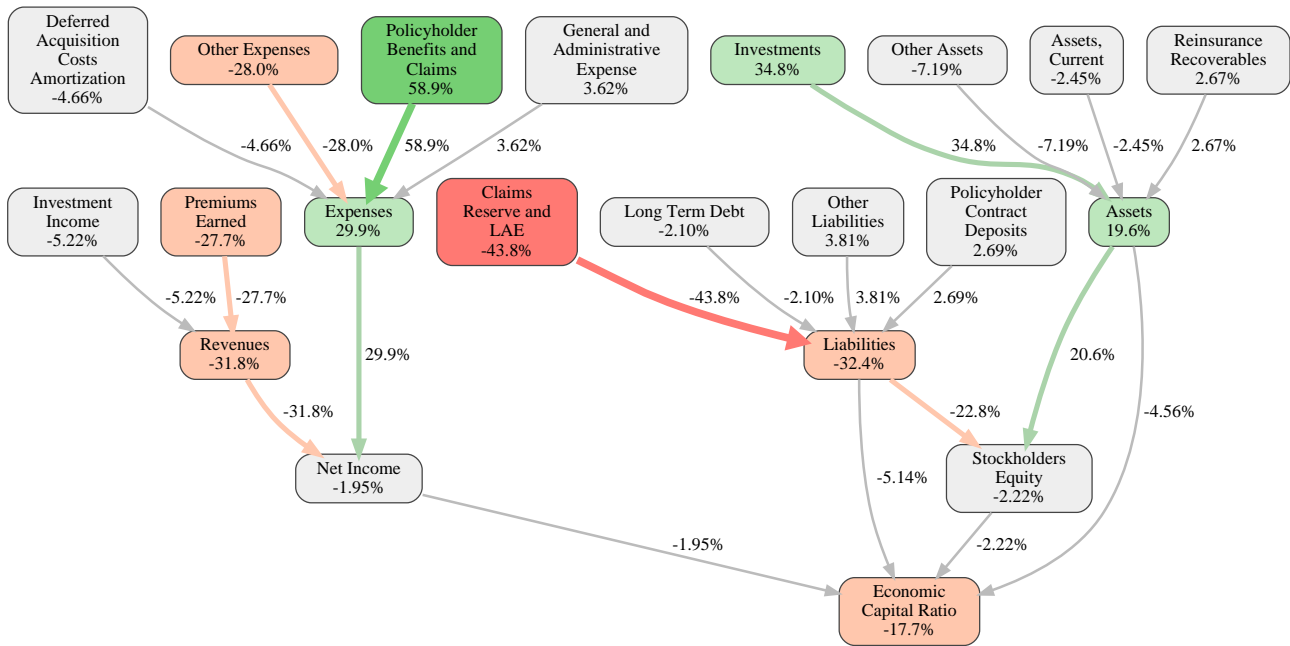 Deferred
Acquisition
Costs
Amortization
-4.66%
Other Expenses
-28.0%
Policyholder
Benefits and
Claims
58.9%
General and
Administrative
Expense
3.62%
Investments
34.8%
Other Assets
-7.19%
Assets,
Current
-2.45%
Reinsurance
Recoverables
2.67%
-4.66%
-28.0%
58.9%
3.62%
34.8%
-7.19%
-2.45%
2.67%
Investment
Income
-5.22%
Premiums
Earned
-27.7%
Expenses
29.9%
Claims
Reserve and
LAE
-43.8%
Long Term Debt
-2.10%
Other
Liabilities
3.81%
Policyholder
Contract
Deposits
2.69%
Assets
19.6%
-5.22%
-27.7%
-43.8%
-2.10%
3.81%
2.69%
Revenues
-31.8%
29.9%
Liabilities
-32.4%
20.6%
-31.8%
-22.8%
-4.56%
Net Income
-1.95%
-5.14%
Stockholders
Equity
-2.22%
-1.95%
-2.22%
Economic
Capital Ratio
-17.7%